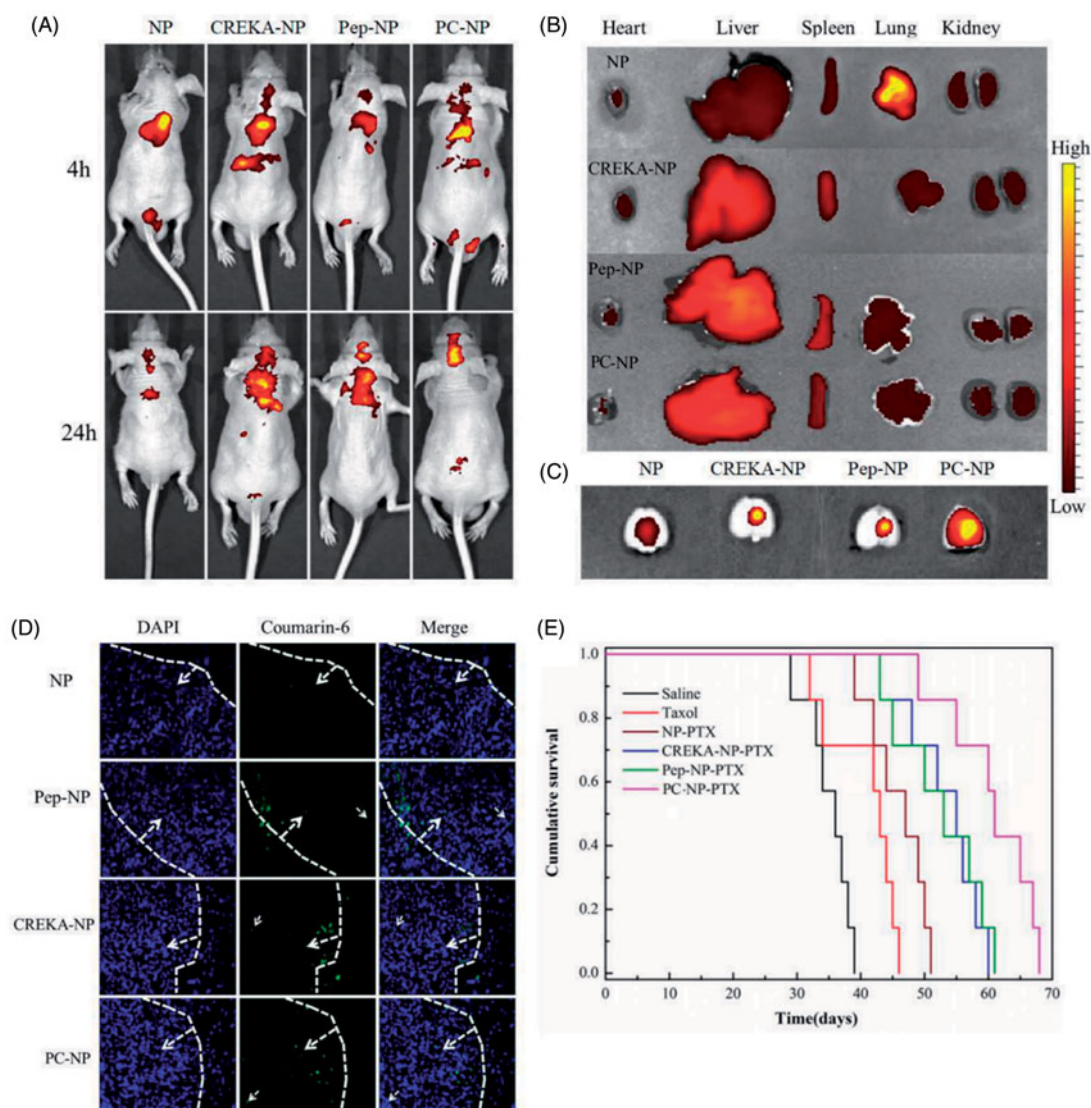 (A)
NP CREKA-NP Pep-NP PC-NP
4h
24h
(B)
Heart Liver Spleen Lung Kidney
NP
CREKA-NP
Pep-NP
PC-NP
High
Low
(C)
NP CREKA-NP Pep-NP PC-NP
(D)
DAPI Coumarin-6 Merge
NP
Pep-NP
CREKA-NP
PC-NP
(E)
Cumulative survival
1.0
0.8
0.6
0.4
0.2
0.0
Saline
Taxol
NP-PTX
CREKA-NP-PTX
Pep-NP-PTX
PC-NP-PTX
0 10 20 30 40 50 60 70
Time(days)